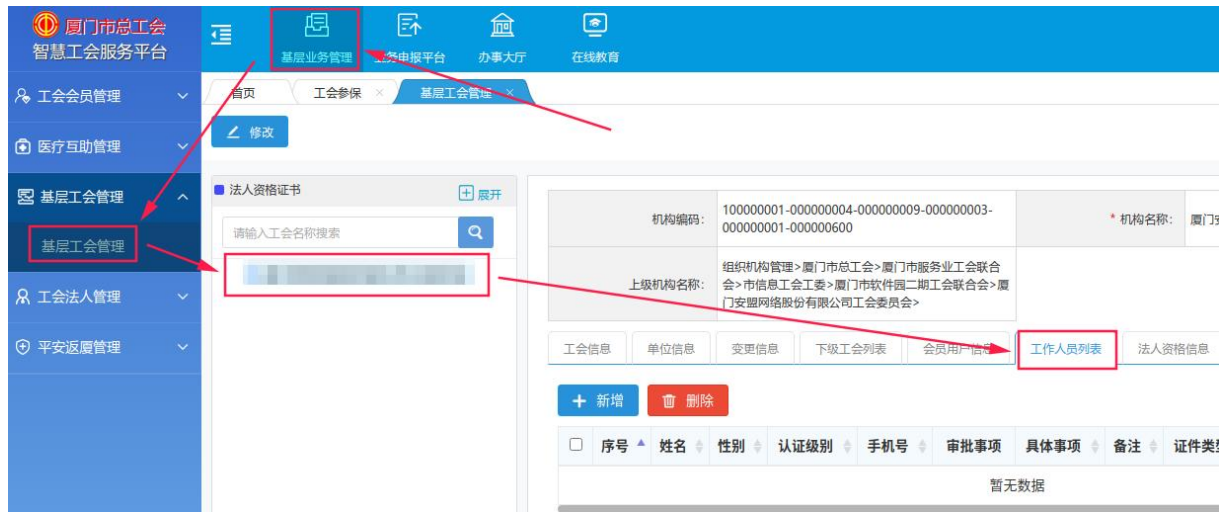 厦门市总工会
智慧工会服务平台
基层业务管理
业务申报平台
办事大厅
在线教育
工会会员管理
医疗互助管理
基层工会管理
基层工会管理
工会法人管理
平安返厦管理
首页
工会参保 ×
基层工会管理 ×
修改
法人资格证书
展开
请输入工会名称搜索
机构编码:
100000001-000000004-000000009-000000003-
000000001-000000600
* 机构名称:
厦门
上级机构名称:
组织机构管理>厦门市总工会>厦门市服务业工会联合
会>市信息工会工委>厦门市软件园二期工会联合会>厦
门安盟网络股份有限公司工会委员会>
工会信息
单位信息
变更信息
下级工会列表
会员用户信息
工作人员列表
法人资格信息
新增
删除
序号
姓名
性别
认证级别
手机号
审批事项
具体事项
备注
证件类
暂无数据